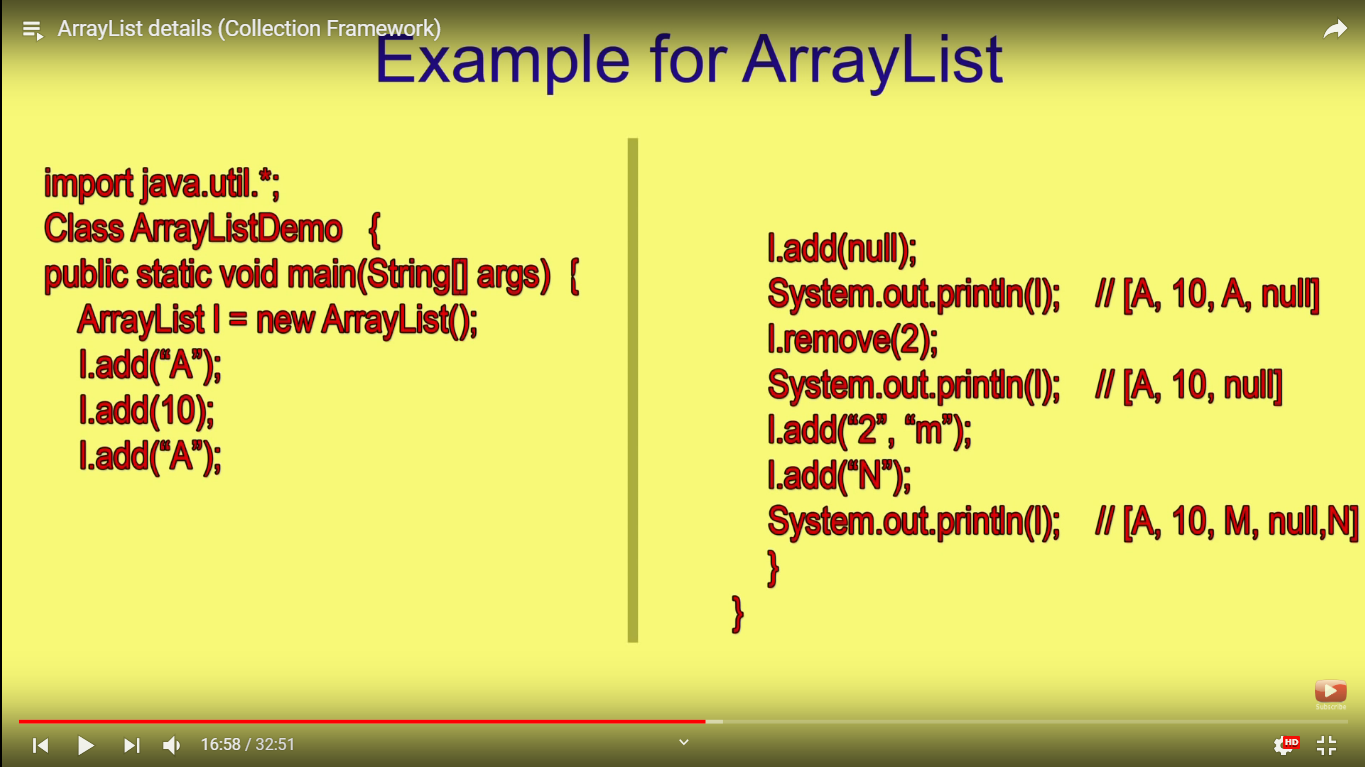 ArrayList details (Collection Framework)
Example for ArrayList
import java.util.*;
Class ArrayListDemo {
public static void main(String[] args) {
ArrayList l = new ArrayList();
l.add(“A”);
l.add(10);
l.add(“A”);
l.add(null);
System.out.println(l); // [A, 10, A, null]
l.remove(2);
System.out.println(l); // [A, 10, null]
l.add(“2”, “m”);
l.add(“N”);
System.out.println(l); // [A, 10, M, null,N]
}
}
Subscribe
16:58 / 32:51
HD